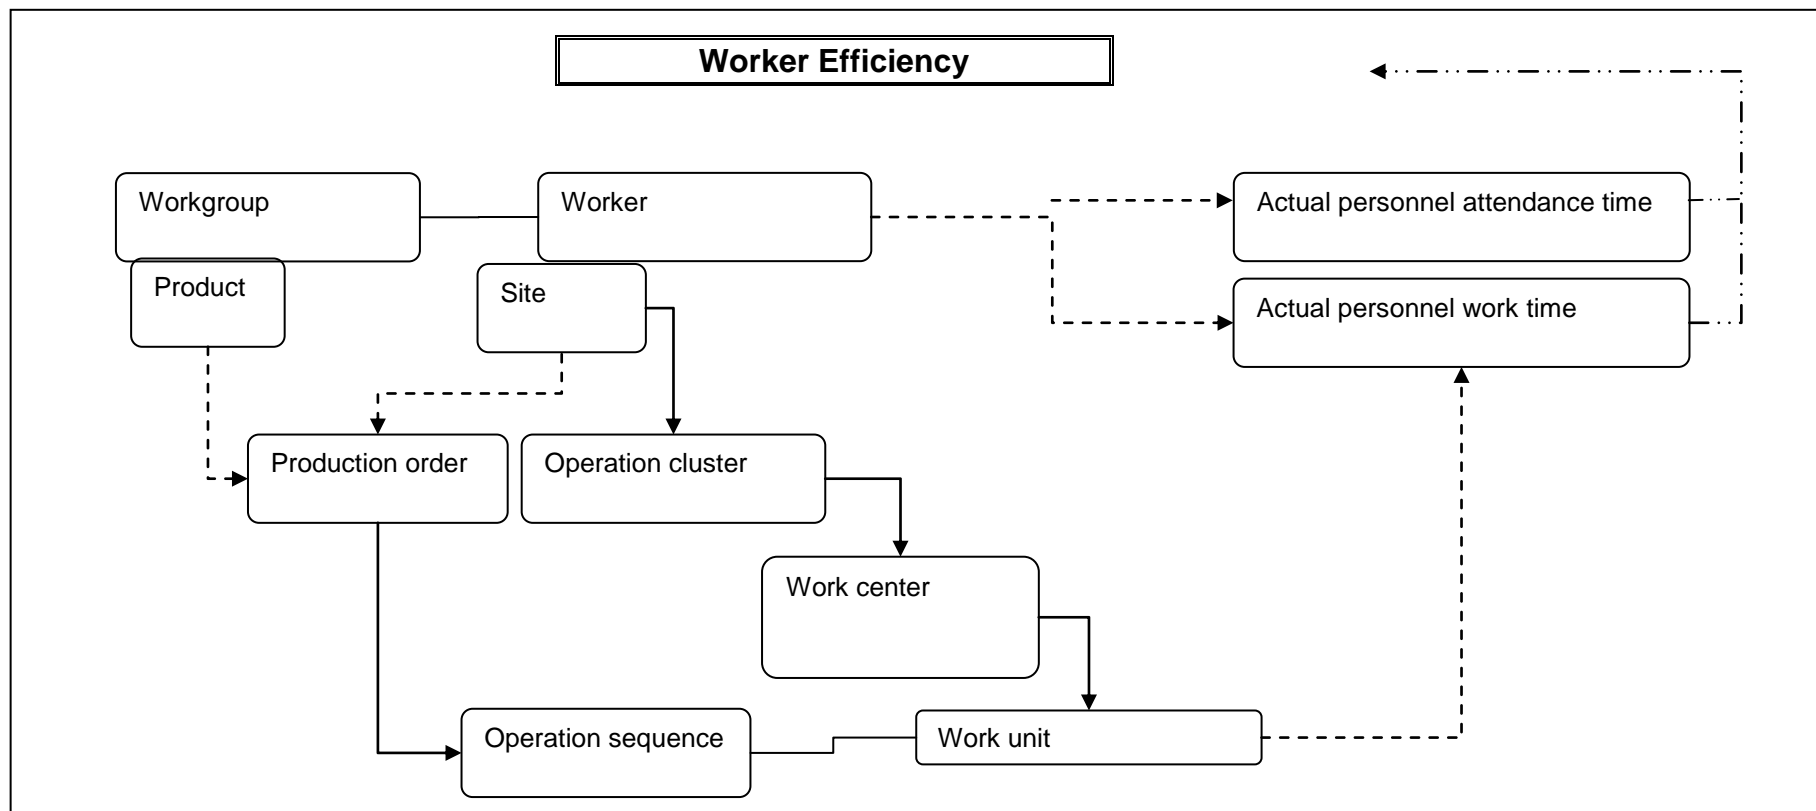 Worker Efficiency
Workgroup
Worker
Actual personnel attendance time
Product
Site
Actual personnel work time
Production order
Operation cluster
Work center
Operation sequence
Work unit